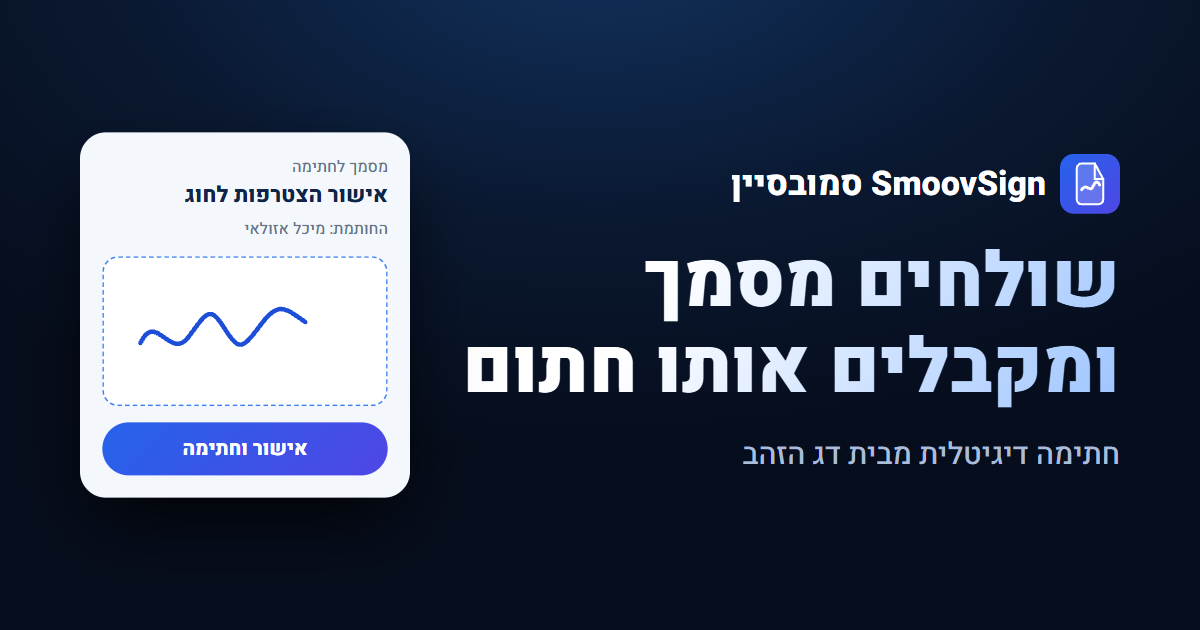 SmoovSign סמובסיין
שולחים מסמך
ומקבלים אותו חתום
חתימה דיגיטלית מבית דג הזהב
מסמך לחתימה
אישור הצטרפות לחוג
החותמת: מיכל אזולאי
אישור וחתימה